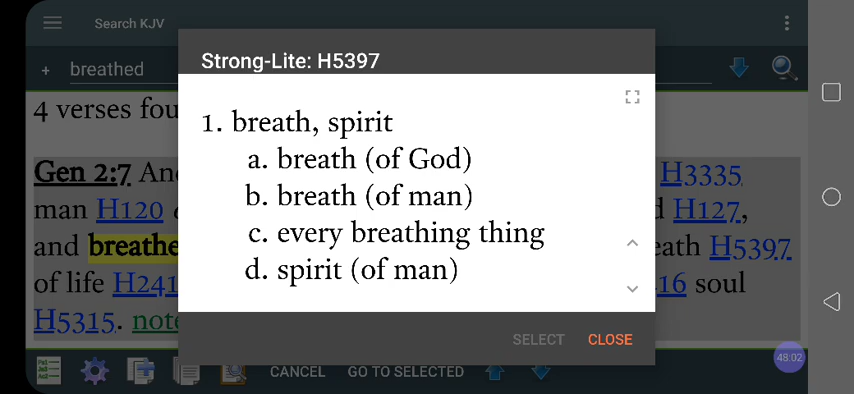 Search KJV
Strong-Lite: H5397
+ breathed
4 verses fou
1. breath, spirit
a. breath (of God)
b. breath (of man)
c. every breathing thing
d. spirit (of man)
Gen 2:7 An H3335
man H120 d H127,
and breathe eath H5397
of life H241 16 soul
H5315. note
SELECT CLOSE
CANCEL GO TO SELECTED
48:02